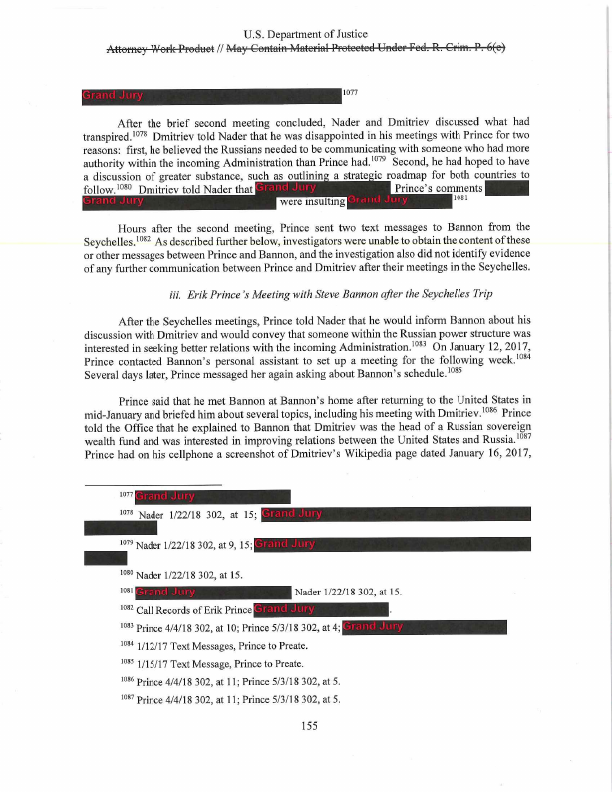 U.S. Department of Justice
Attorney Work Product // May Contain Material Protected Under Fed. R. Crim. P. 6(e)
Grand Jury 1077
After the brief second meeting concluded, Nader and Dmitriev discussed what had
transpired.1078 Dmitriev told Nader that he was disappointed in his meetings with Prince for two
reasons: first, he believed the Russians needed to be communicating with someone who had more
authority within the incoming Administration than Prince had.1079 Second, he had hoped to have
a discussion of greater substance, such as outlining a strategic roadmap for both countries to
follow.1080 Dmitriev told Nader that Grand Jury Prince's comments
Grand Jury were insulting Grand Jury 1081
Hours after the second meeting, Prince sent two text messages to Bannon from the
Seychelles.1082 As described further below, investigators were unable to obtain the content of these
or other messages between Prince and Bannon, and the investigation also did not identify evidence
of any further communication between Prince and Dmitriev after their meetings in the Seychelles.
iii. Erik Prince's Meeting with Steve Bannon after the Seychelles Trip
After the Seychelles meetings, Prince told Nader that he would inform Bannon about his
discussion with Dmitriev and would convey that someone within the Russian power structure was
interested in seeking better relations with the incoming Administration.1083 On January 12, 2017,
Prince contacted Bannon's personal assistant to set up a meeting for the following week.1084
Several days later, Prince messaged her again asking about Bannon's schedule.1085
Prince said that he met Bannon at Bannon's home after returning to the United States in
mid-January and briefed him about several topics, including his meeting with Dmitriev.1086 Prince
told the Office that he explained to Bannon that Dmitriev was the head of a Russian sovereign
wealth fund and was interested in improving relations between the United States and Russia.1087
Prince had on his cellphone a screenshot of Dmitriev's Wikipedia page dated January 16, 2017,
1077 Grand Jury
1078 Nader 1/22/18 302, at 15; Grand Jury
1079 Nader 1/22/18 302, at 9, 15; Grand Jury
1080 Nader 1/22/18 302, at 15.
1081 Grand Jury Nader 1/22/18 302, at 15.
1082 Call Records of Erik Prince Grand Jury .
1083 Prince 4/4/18 302, at 10; Prince 5/3/18 302, at 4; Grand Jury
1084 1/12/17 Text Messages, Prince to Preate.
1085 1/15/17 Text Message, Prince to Preate.
1086 Prince 4/4/18 302, at 11; Prince 5/3/18 302, at 5.
1087 Prince 4/4/18 302, at 11; Prince 5/3/18 302, at 5.
155